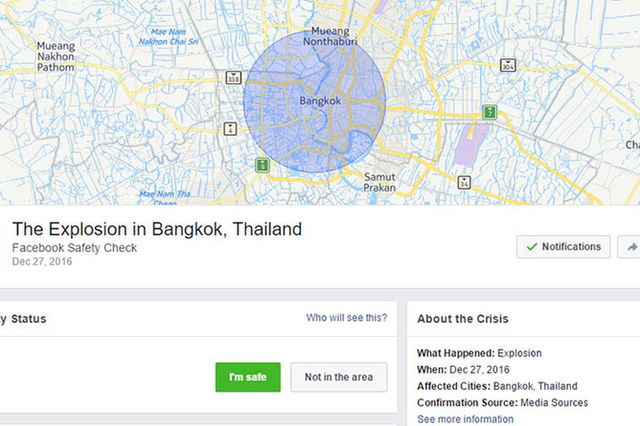 Mueang
Nonthaburi
Mae Nam
Nakhon Chai Sri
Mueang
Nakhon
Pathom
304
338
Bangkok
7
4
9
Samut
Prakan
34
Mae Nam Tha
Chean
The Explosion in Bangkok, Thailand
Facebook Safety Check
Dec 27, 2016
Notifications
y Status
Who will see this?
I'm safe
Not in the area
About the Crisis
What Happened: Explosion
When: Dec 27, 2016
Affected Cities: Bangkok, Thailand
Confirmation Source: Media Sources
See more information